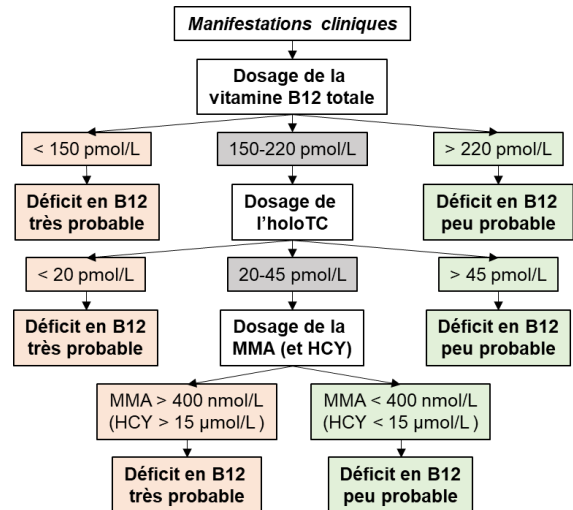 Manifestations cliniques
Dosage de la
vitamine B12 totale
< 150 pmol/L
150-220 pmol/L
> 220 pmol/L
Déficit en B12
très probable
Dosage de
l’holoTC
Déficit en B12
peu probable
< 20 pmol/L
20-45 pmol/L
> 45 pmol/L
Déficit en B12
très probable
Dosage de la
MMA (et HCY)
Déficit en B12
peu probable
MMA > 400 nmol/L
(HCY > 15 µmol/L )
MMA < 400 nmol/L
(HCY < 15 µmol/L )
Déficit en B12
très probable
Déficit en B12
peu probable